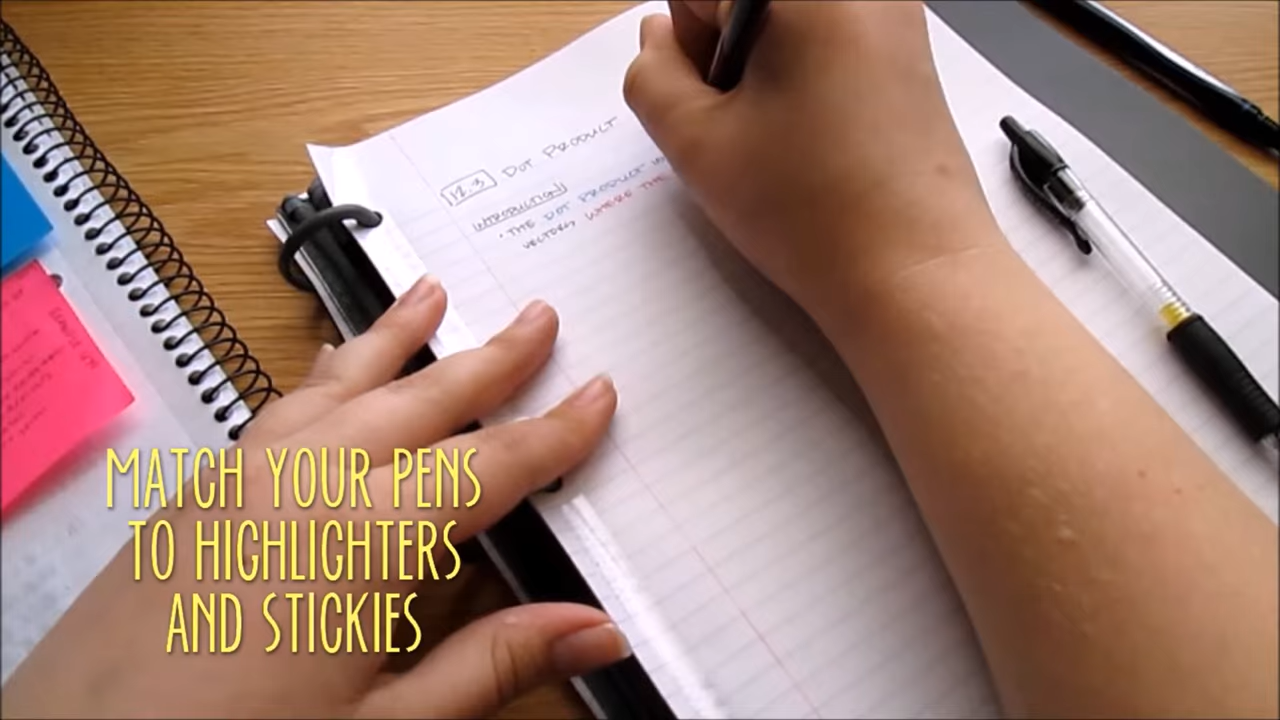 12.3 DOT PRODUCT
INTRODUCTION
• THE DOT PRODUCT
VECTORS WHERE THE
MATCH YOUR PENS
TO HIGHLIGHTERS
AND STICKIES